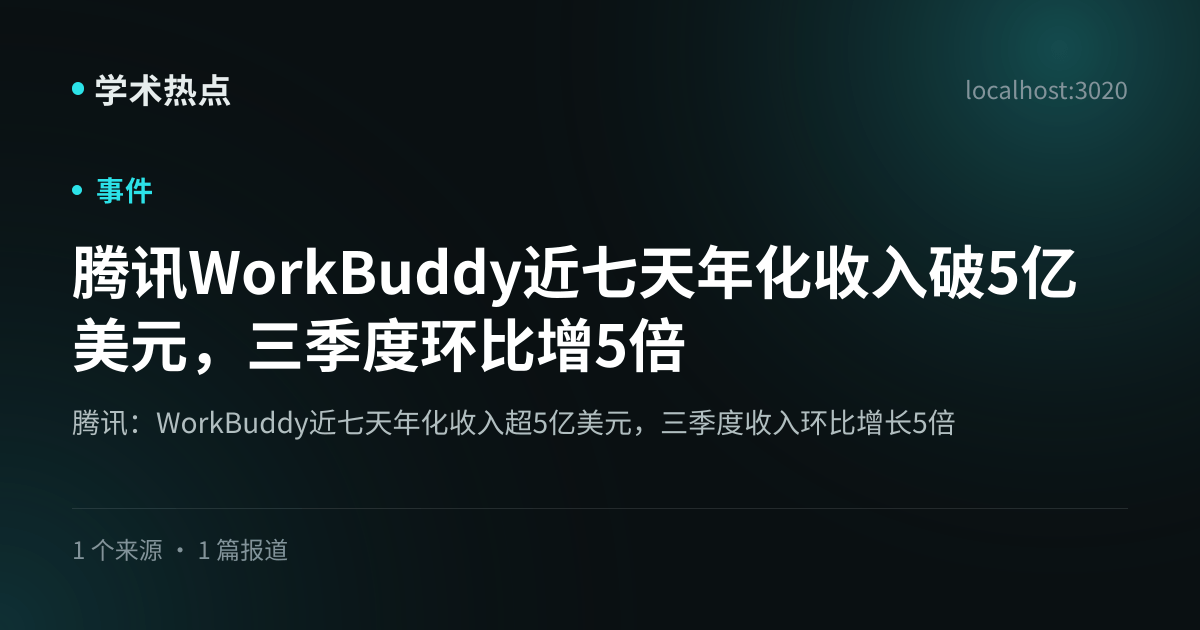 学术热点
localhost:3020
事件
腾讯WorkBuddy近七天年化收入破5亿
美元，三季度环比增5倍
腾讯：WorkBuddy近七天年化收入超5亿美元，三季度收入环比增长5倍
1 个来源 · 1 篇报道